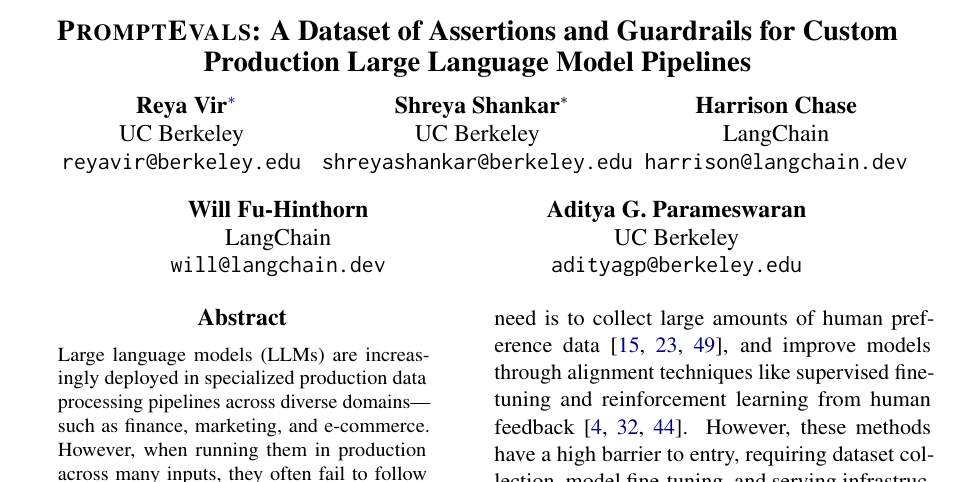 PROMPTEVALS: A Dataset of Assertions and Guardrails for Custom
Production Large Language Model Pipelines
Reya Vir* Shreya Shankar* Harrison Chase
UC Berkeley UC Berkeley LangChain
reyavir@berkeley.edu shreyashankar@berkeley.edu harrison@langchain.dev
Will Fu-Hinthorn Aditya G. Parameswaran
LangChain UC Berkeley
will@langchain.dev adityagp@berkeley.edu
Abstract
Large language models (LLMs) are increas-
ingly deployed in specialized production data
processing pipelines across diverse domains—
such as finance, marketing, and e-commerce.
However, when running them in production
across many inputs, they often fail to follow
need is to collect large amounts of human pref-
erence data [15, 23, 49], and improve models
through alignment techniques like supervised fine-
tuning and reinforcement learning from human
feedback [4, 32, 44]. However, these methods
have a high barrier to entry, requiring dataset col-
lection, model fine-tuning, and serving infrastruc-